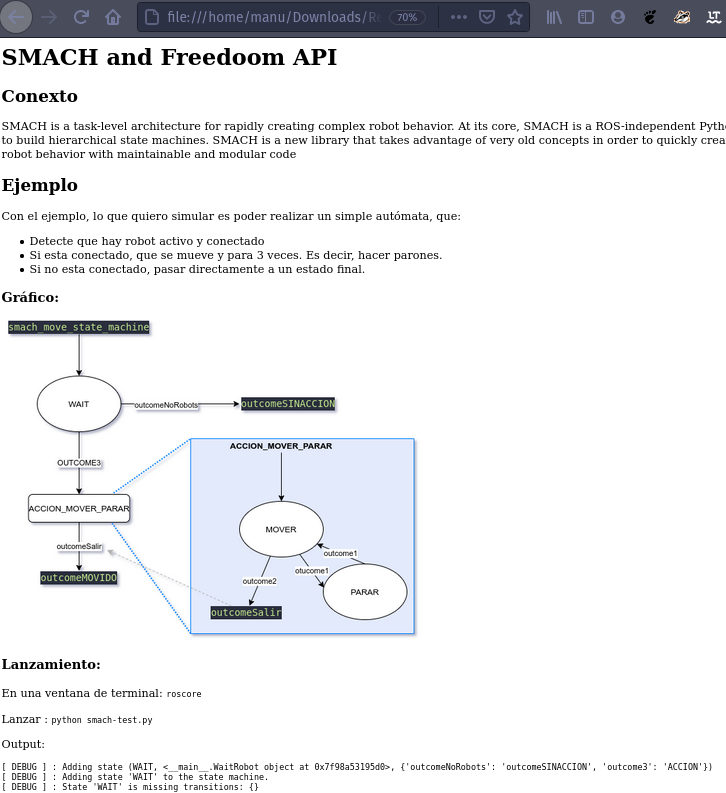 file:///home/manu/Downloads/R
70%
SMACH and Freedoom API
Conexto
SMACH is a task-level architecture for rapidly creating complex robot behavior. At its core, SMACH is a ROS-independent
to build hierarchical state machines. SMACH is a new library that takes advantage of very old concepts in order to quickly
robot behavior with maintainable and modular code
Ejemplo
Con el ejemplo, lo que quiero simular es poder realizar un simple autómata, que:
• Detecte que hay robot activo y conectado
• Si esta conectado, que se mueve y para 3 veces. Es decir, hacer parones.
• Si no esta conectado, pasar directamente a un estado final.
Gráfico:
smach_move_state_machine
WAIT
outcomeNoRobots
outcomeSINACCION
OUTCOME3
ACCION_MOVER_PARAR
outcomeSalir
outcomeMOVIDO
ACCION_MOVER_PARAR
MOVER
outcome1
otucome1
outcome2
PARAR
outcomeSalir
Lanzamiento:
En una ventana de terminal: roscore
Lanzar : python smach-test.py
Output:
[ DEBUG ] : Adding state (WAIT, <__main__.WaitRobot object at 0x7f98a53195d0>, {'outcomeNoRobots': 'outcomeSINACCION', 'outcome3': 'ACCION'})
[ DEBUG ] : Adding state 'WAIT' to the state machine.
[ DEBUG ] : State 'WAIT' is missing transitions: {}